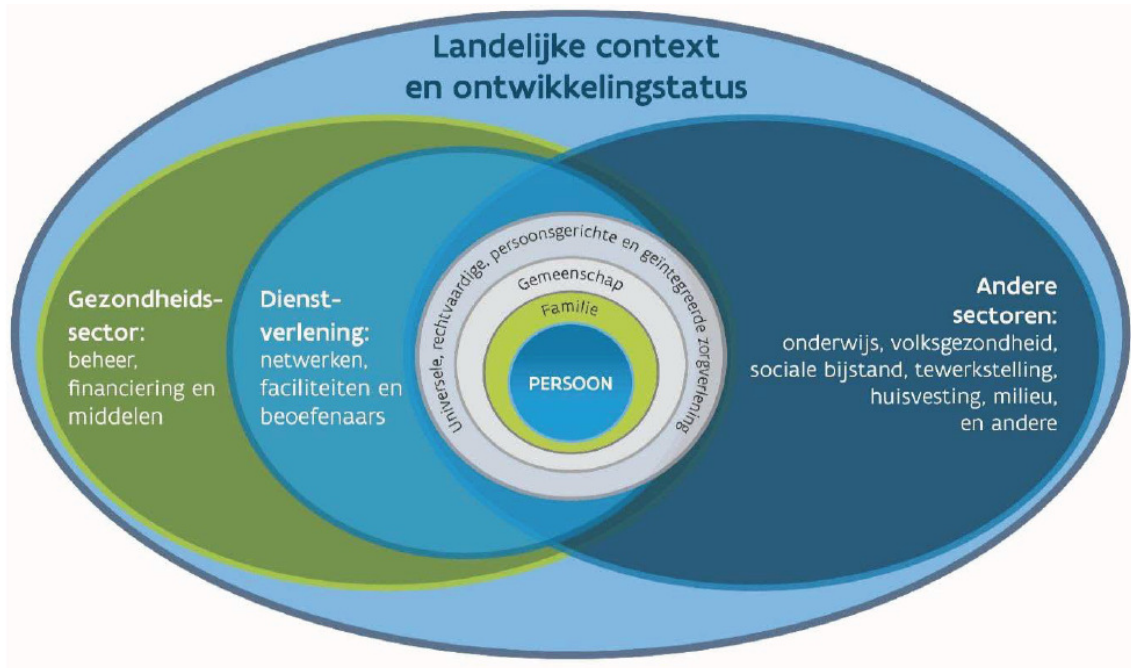 Landelijke context
en ontwikkelingstatus
Gezondheids-
sector:
beheer,
financiering en
middelen
Dienst-
verlening:
netwerken,
faciliteiten en
beoefenaars
Universele, rechtvaardige, persoonsgerichte en geïntegreerde zorgverlening
Gemeenschap
Familie
PERSOON
Andere
sectoren:
onderwijs, volksgezondheid,
sociale bijstand, tewerkstelling,
huisvesting, milieu,
en andere